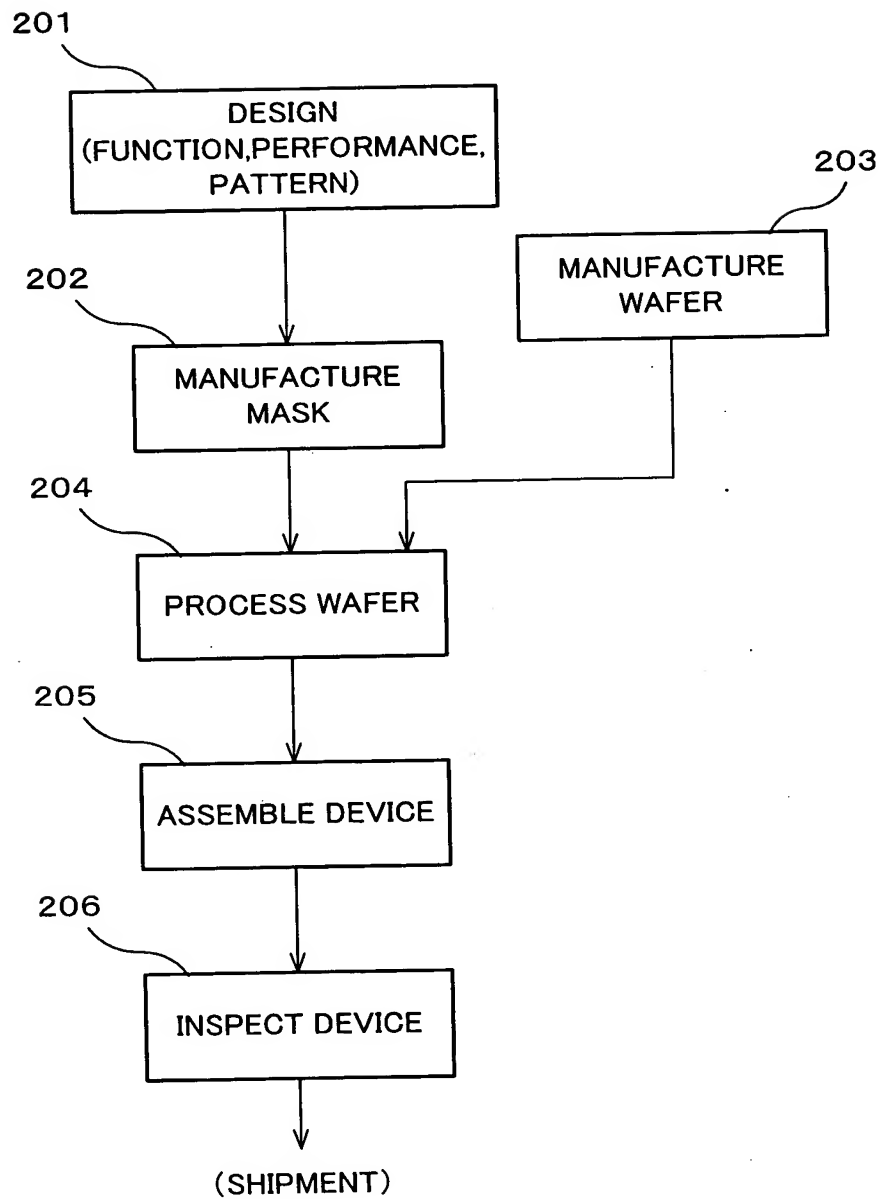 201
DESIGN
(FUNCTION,PERFORMANCE,
PATTERN)
203
MANUFACTURE
WAFER
202
MANUFACTURE
MASK
204
PROCESS WAFER
205
ASSEMBLE DEVICE
206
INSPECT DEVICE
(SHIPMENT)